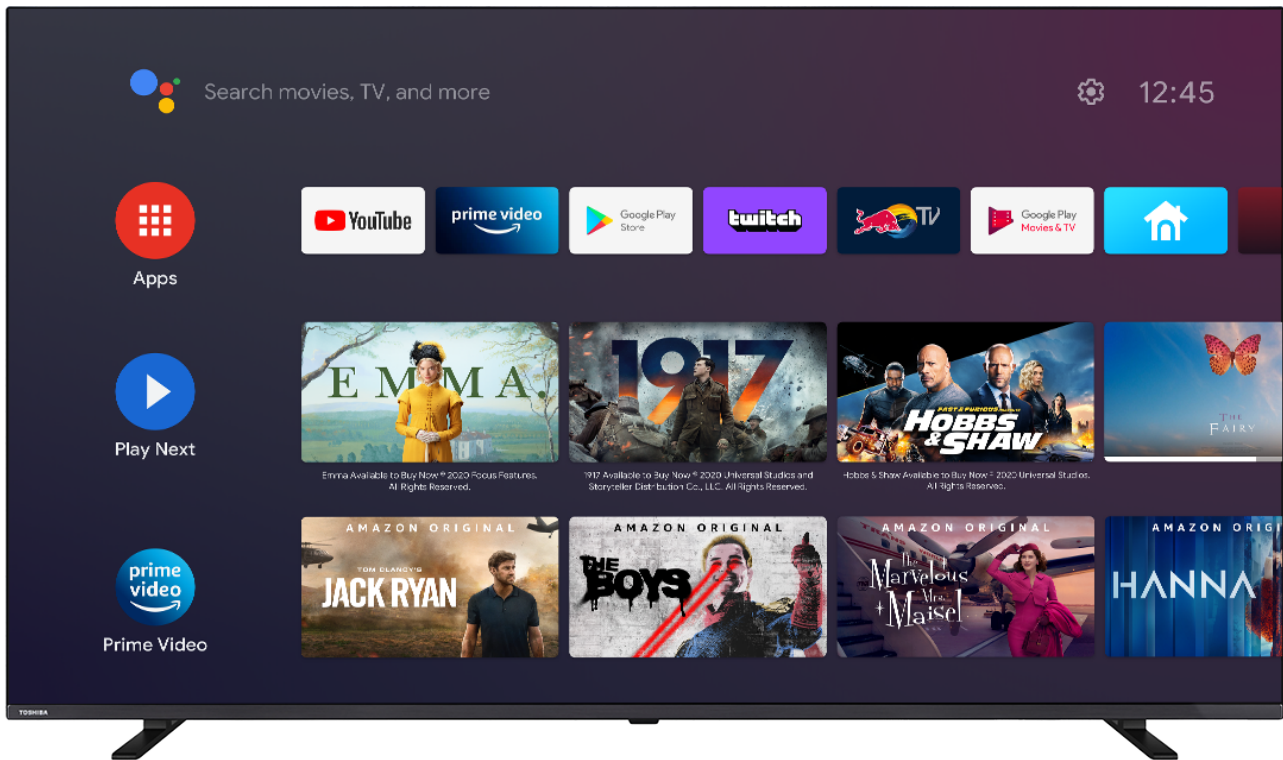 Search movies, TV, and more
12:45
Apps
YouTube
prime video
Google Play
Store
twitch
TV
Google Play
Movies & TV
Play Next
EMMA.
Emma Available to Buy Now © 2020 Focus Features.
All Rights Reserved.
1917
1917 Available to Buy Now © 2020 Universal Studios and
Storyteller Distribution Co., LLC. All Rights Reserved.
FAST & FURIOUS
HOBBS
& SHAW
Hobbs & Shaw Available to Buy Now © 2020 Universal Studios.
All Rights Reserved.
THE
FAIRY
prime
video
Prime Video
AMAZON ORIGINAL
TOM CLANCY'S
JACK RYAN
AMAZON ORIGINAL
THE
BOYS
AMAZON ORIGINAL
TRANS
The
Marvelous
Mrs.
Maisel
AMAZON ORIGI
HANNA
TOSHIBA